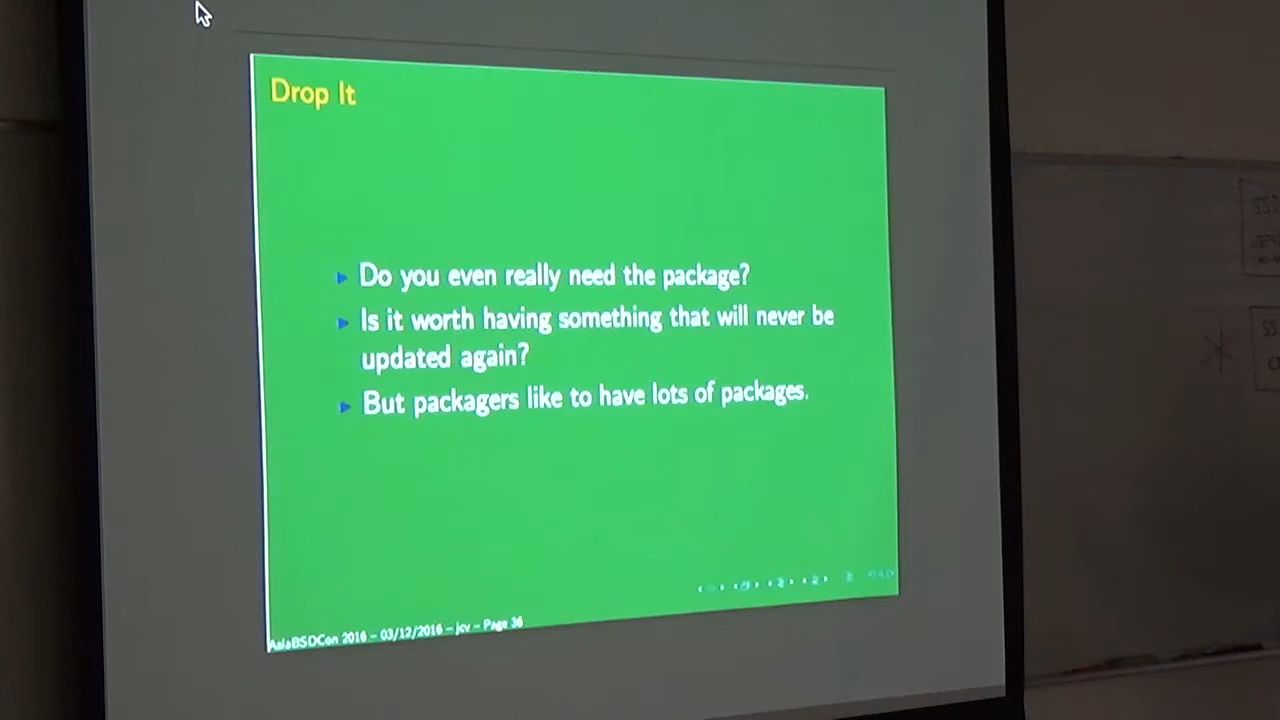 Drop It
Do you even really need the package?
Is it worth having something that will never be
updated again?
But packagers like to have lots of packages.
AsiaBSDCon 2016 – 03/12/2016 – jcv – Page 36